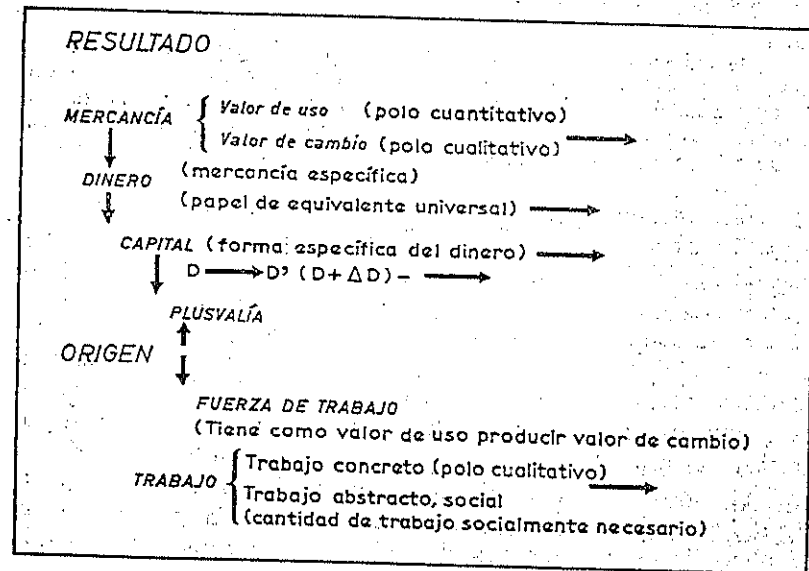 RESULTADO
MERCANCÍA { Valor de uso (polo cuantitativo)
Valor de cambio (polo cualitativo) →
DINERO (mercancía específica)
(papel de equivalente universal) →
CAPITAL (forma específica del dinero) →
D → D' (D + Δ D) - →
PLUSVALÍA
ORIGEN
FUERZA DE TRABAJO
(Tiene como valor de uso producir valor de cambio)
TRABAJO { Trabajo concreto (polo cualitativo) →
Trabajo abstracto, social
(cantidad de trabajo socialmente necesario)